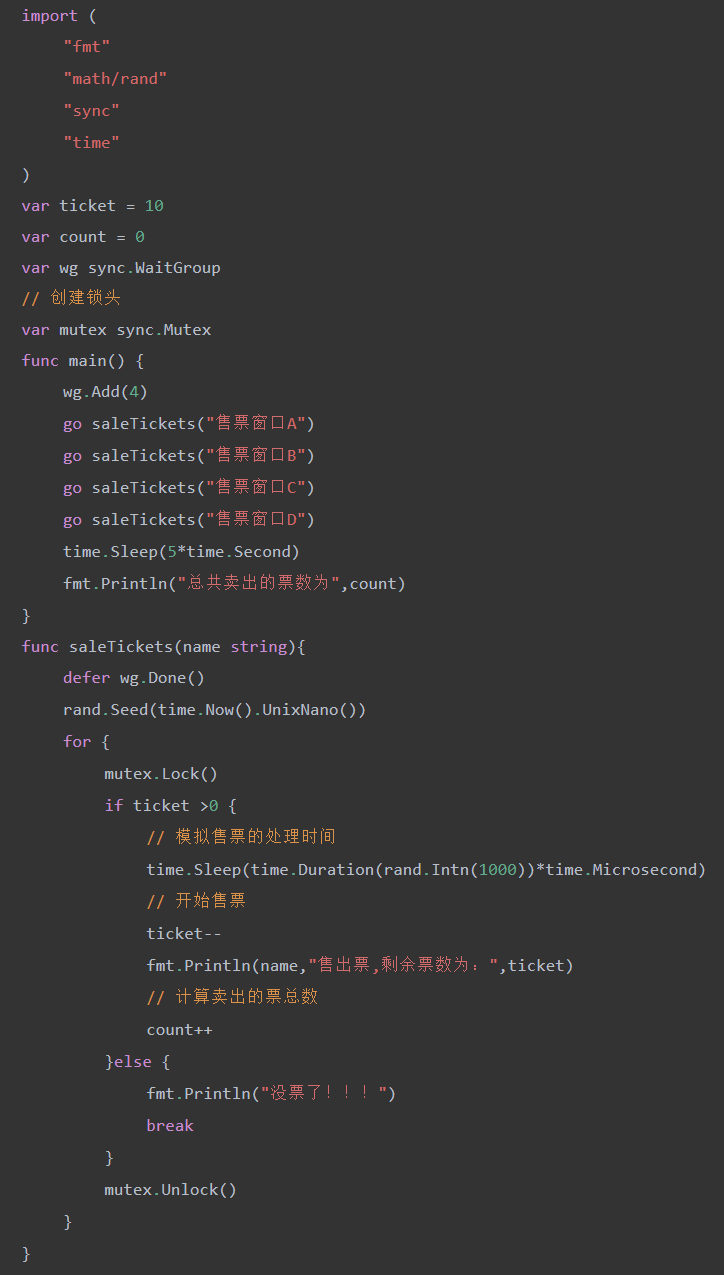 import (
"fmt"
"math/rand"
"sync"
"time"
)
var ticket = 10
var count = 0
var wg sync.WaitGroup
// 创建锁头
var mutex sync.Mutex
func main() {
wg.Add(4)
go saleTickets("售票窗口A")
go saleTickets("售票窗口B")
go saleTickets("售票窗口C")
go saleTickets("售票窗口D")
time.Sleep(5*time.Second)
fmt.Println("总共卖出的票数为",count)
}
func saleTickets(name string){
defer wg.Done()
rand.Seed(time.Now().UnixNano())
for {
mutex.Lock()
if ticket >0 {
// 模拟售票的处理时间
time.Sleep(time.Duration(rand.Intn(1000))*time.Microsecond)
// 开始售票
ticket--
fmt.Println(name,"售出票,剩余票数为：",ticket)
// 计算卖出的票总数
count++
}else {
fmt.Println("没票了！！！")
break
}
mutex.Unlock()
}
}